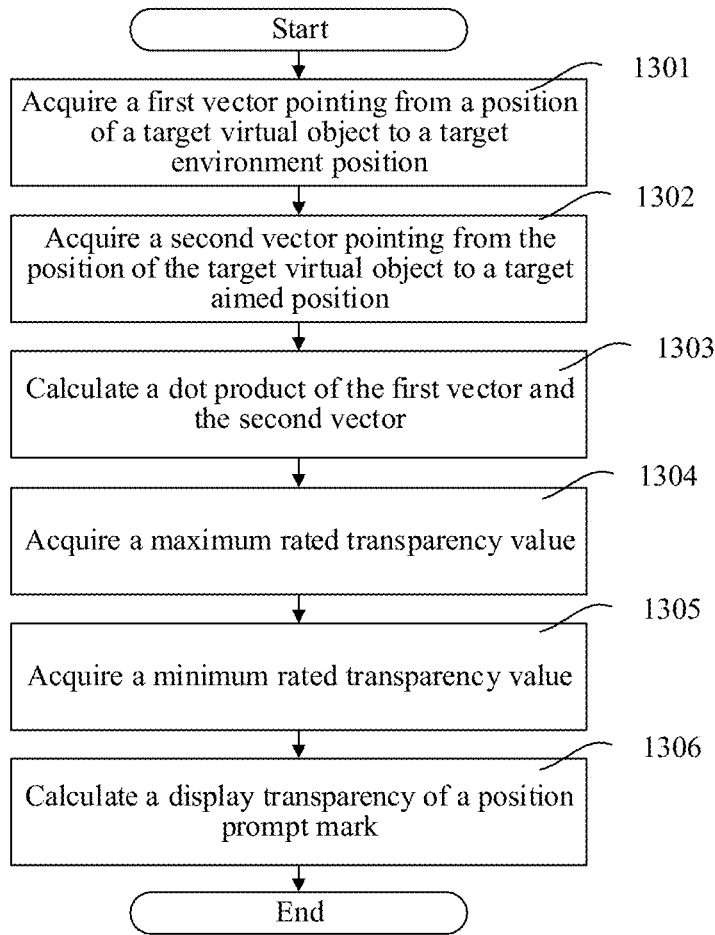 Start
1301
Acquire a first vector pointing from a position
of a target virtual object to a target
environment position
1302
Acquire a second vector pointing from the
position of the target virtual object to a target
aimed position
1303
Calculate a dot product of the first vector and
the second vector
1304
Acquire a maximum rated transparency value
1305
Acquire a minimum rated transparency value
1306
Calculate a display transparency of a position
prompt mark
End